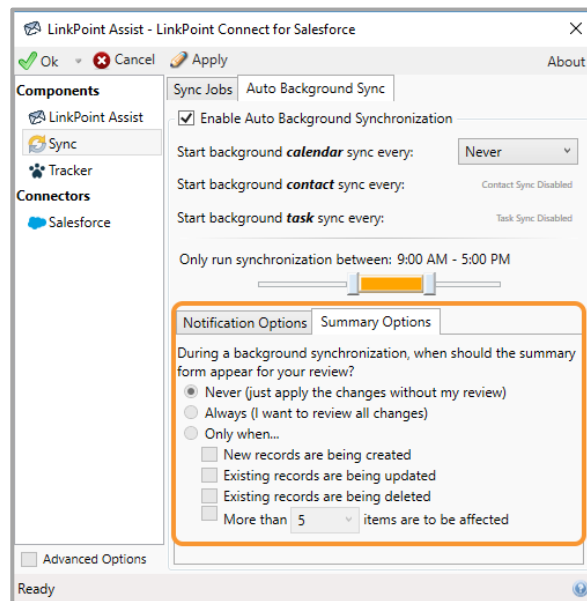 LinkPoint Assist - LinkPoint Connect for Salesforce
Ok Cancel Apply About
Components
LinkPoint Assist
Sync
Tracker
Connectors
Salesforce
Sync Jobs Auto Background Sync
Enable Auto Background Synchronization
Start background calendar sync every: Never
Start background contact sync every: Contact Sync Disabled
Start background task sync every: Task Sync Disabled
Only run synchronization between: 9:00 AM - 5:00 PM
Notification Options Summary Options
During a background synchronization, when should the summary
form appear for your review?
Never (just apply the changes without my review)
Always (I want to review all changes)
Only when...
New records are being created
Existing records are being updated
Existing records are being deleted
More than 5 items are to be affected
Advanced Options
Ready